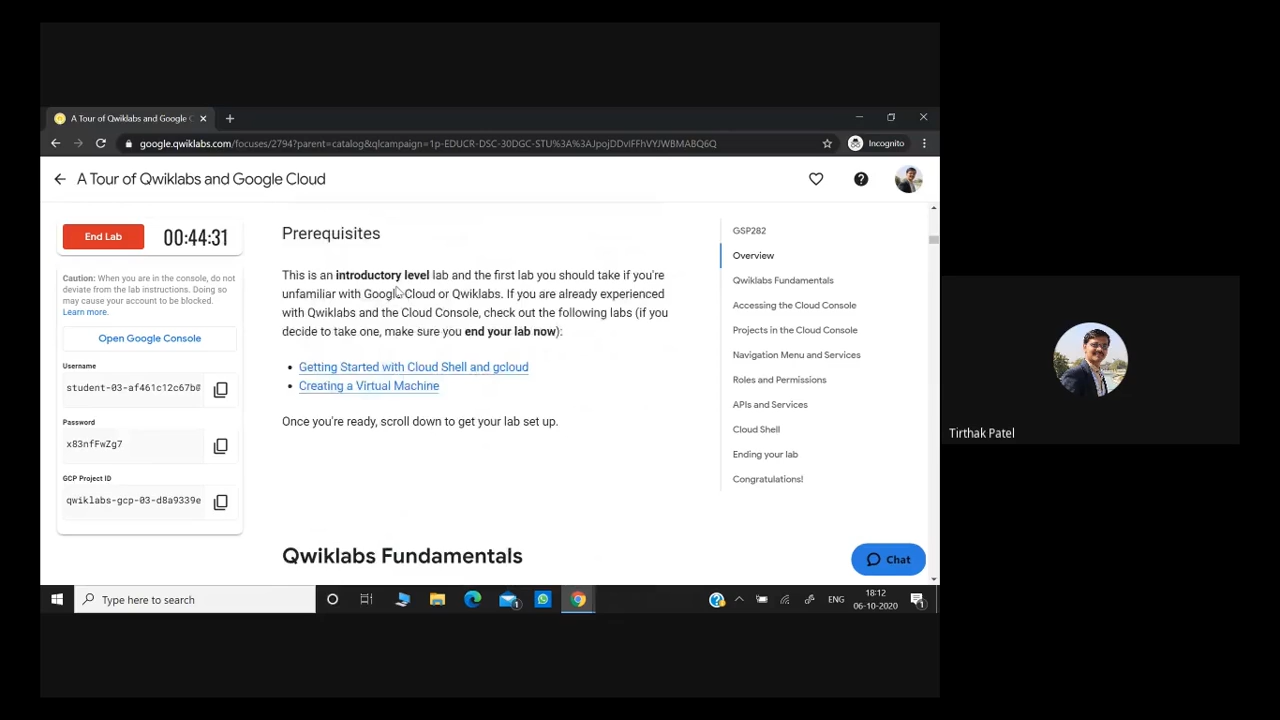 A Tour of Qwiklabs and Google C
google.qwiklabs.com/focuses/2794?parent=catalog&qlcampaign=1p-EDUCR-DSC-30DGC-STU%3A%3AJpojDDviFFhVYJWBMABQ6Q
Incognito
A Tour of Qwiklabs and Google Cloud
End Lab
00:44:31
Caution: When you are in the console, do not
deviate from the lab instructions. Doing so
may cause your account to be blocked.
Learn more.
Open Google Console
Username
student-03-af461c12c67b@
Password
x83nfFwZg7
GCP Project ID
qwiklabs-gcp-03-d8a9339e
Prerequisites
This is an introductory level lab and the first lab you should take if you're
unfamiliar with Google Cloud or Qwiklabs. If you are already experienced
with Qwiklabs and the Cloud Console, check out the following labs (if you
decide to take one, make sure you end your lab now):
• Getting Started with Cloud Shell and gcloud
• Creating a Virtual Machine
Once you're ready, scroll down to get your lab set up.
Qwiklabs Fundamentals
GSP282
Overview
Qwiklabs Fundamentals
Accessing the Cloud Console
Projects in the Cloud Console
Navigation Menu and Services
Roles and Permissions
APIs and Services
Cloud Shell
Ending your lab
Congratulations!
Chat
Tirthak Patel
Type here to search
1
ENG
18:12
06-10-2020
1